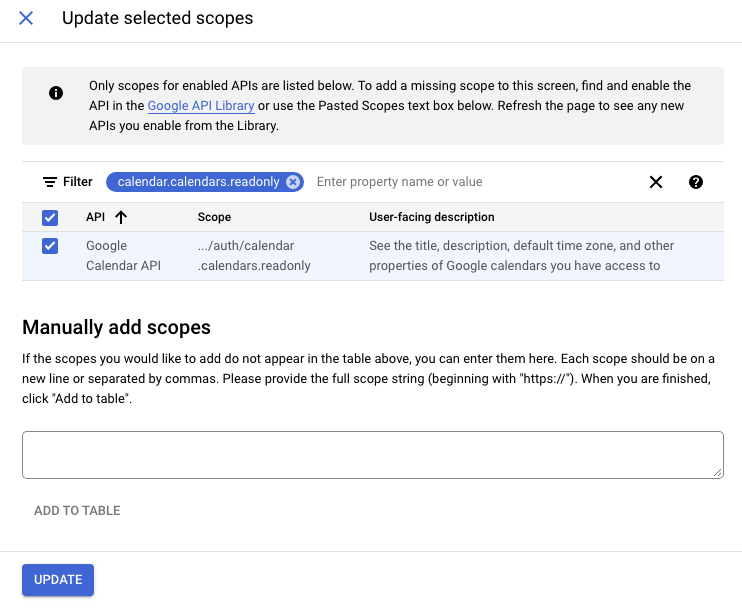 Update selected scopes
Only scopes for enabled APIs are listed below. To add a missing scope to this screen, find and enable the
API in the Google API Library or use the Pasted Scopes text box below. Refresh the page to see any new
APIs you enable from the Library.
Filter calendar.calendars.readonly Enter property name or value
API Scope User-facing description
Google .../auth/calendar See the title, description, default time zone, and other
Calendar API .calendars.readonly properties of Google calendars you have access to
Manually add scopes
If the scopes you would like to add do not appear in the table above, you can enter them here. Each scope should be on a
new line or separated by commas. Please provide the full scope string (beginning with "https://"). When you are finished,
click "Add to table".
ADD TO TABLE
UPDATE